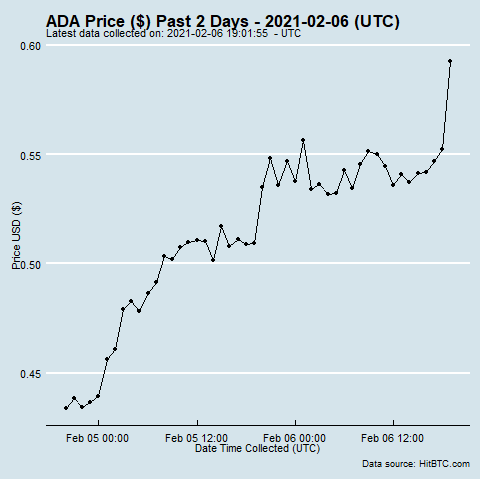 ADA Price ($) Past 2 Days - 2021-02-06 (UTC)
Latest data collected on: 2021-02-06 19:01:55 - UTC
0.60
0.55
Price USD ($)
0.50
0.45
Feb 05 00:00 Feb 05 12:00 Feb 06 00:00 Feb 06 12:00
Date Time Collected (UTC)
Data source: HitBTC.com